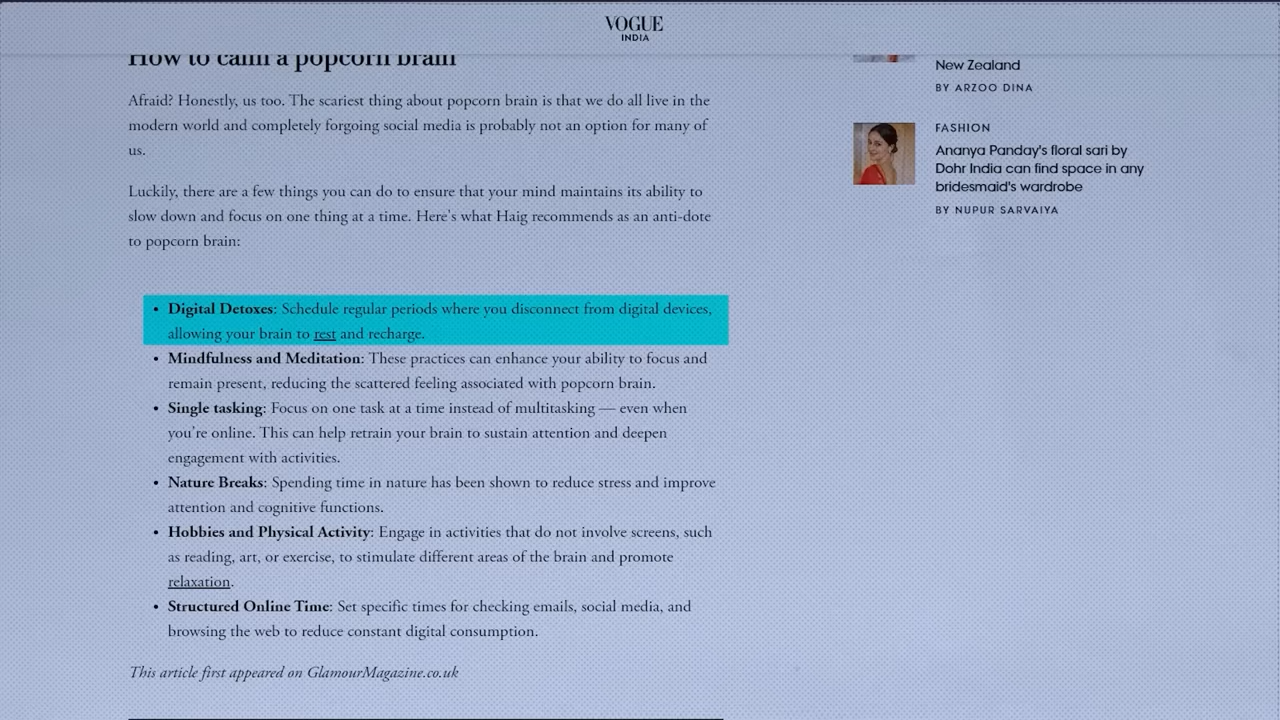 VOGUE
INDIA
How to calm a popcorn brain
Afraid? Honestly, us too. The scariest thing about popcorn brain is that we do all live in the
modern world and completely forgoing social media is probably not an option for many of
us.
Luckily, there are a few things you can do to ensure that your mind maintains its ability to
slow down and focus on one thing at a time. Here's what Haig recommends as an anti-dote
to popcorn brain:
• Digital Detoxes: Schedule regular periods where you disconnect from digital devices,
allowing your brain to rest and recharge.
• Mindfulness and Meditation: These practices can enhance your ability to focus and
remain present, reducing the scattered feeling associated with popcorn brain.
• Single tasking: Focus on one task at a time instead of multitasking — even when
you're online. This can help retrain your brain to sustain attention and deepen
engagement with activities.
• Nature Breaks: Spending time in nature has been shown to reduce stress and improve
attention and cognitive functions.
• Hobbies and Physical Activity: Engage in activities that do not involve screens, such
as reading, art, or exercise, to stimulate different areas of the brain and promote
relaxation.
• Structured Online Time: Set specific times for checking emails, social media, and
browsing the web to reduce constant digital consumption.
This article first appeared on GlamourMagazine.co.uk
New Zealand
BY ARZOO DINA
FASHION
Ananya Panday's floral sari by
Dohr India can find space in any
bridesmaid's wardrobe
BY NUPUR SARVAIYA